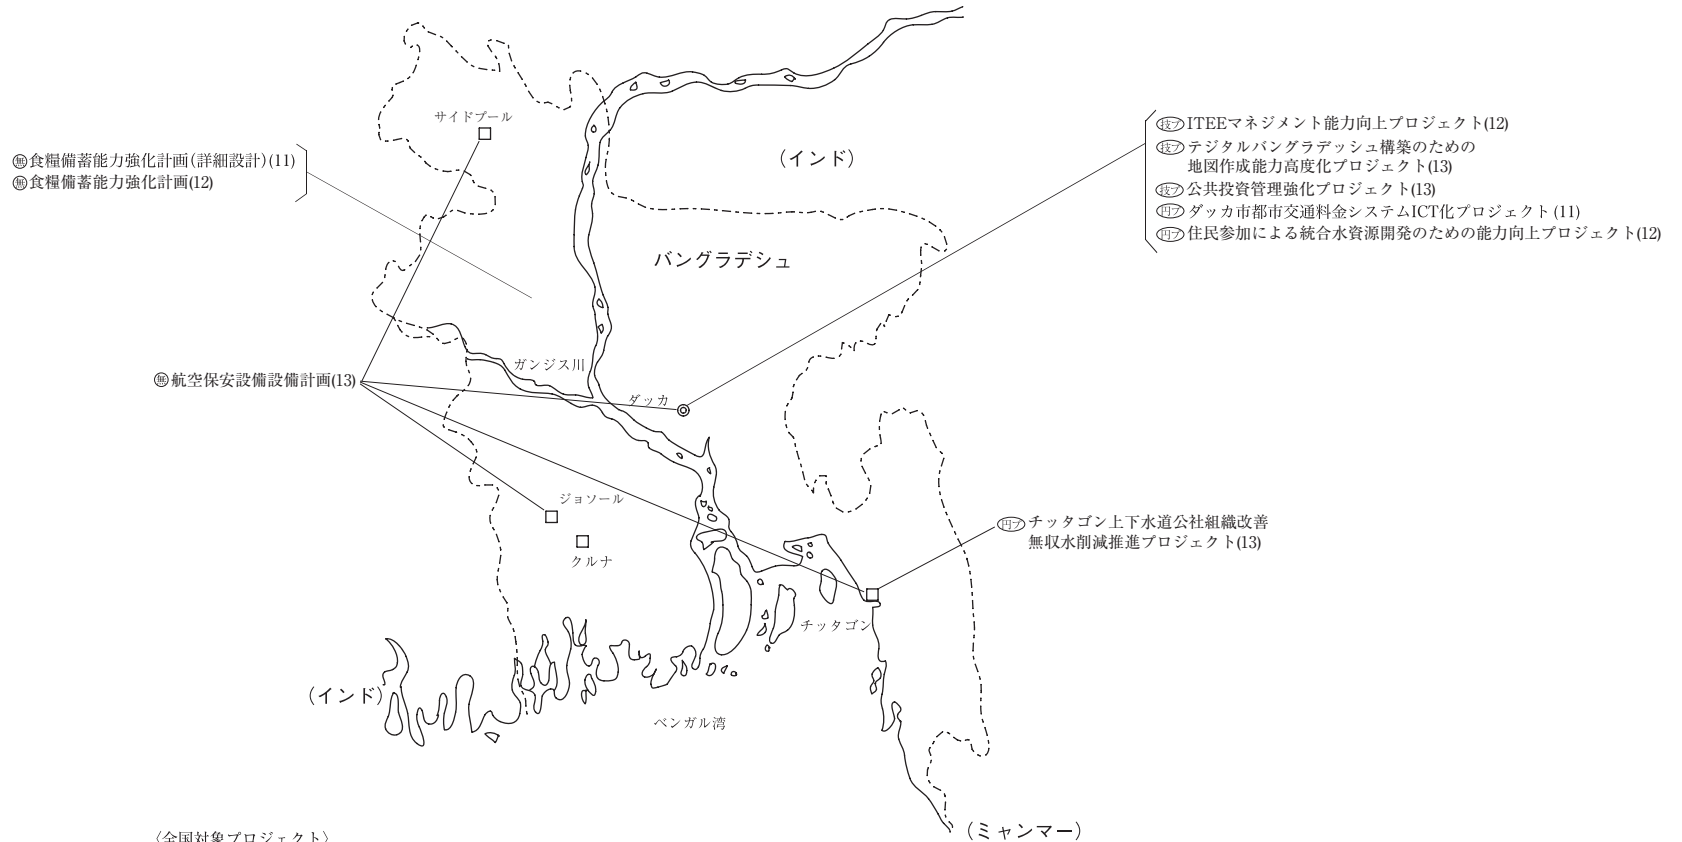 サイドプール
㊄食糧備蓄能力強化計画（詳細設計）(11)
㊄食糧備蓄能力強化計画(12)
（インド）
バングラデシュ
技プ ITEEマネジメント能力向上プロジェクト(12)
技プ デジタルバングラデッシュ構築のための
地図作成能力高度化プロジェクト(13)
技プ 公共投資管理強化プロジェクト(13)
円プ ダッカ市都市交通料金システムICT化プロジェクト (11)
円プ 住民参加による統合水資源開発のための能力向上プロジェクト(12)
ガンジス川
無 航空保安設備設備計画(13)
ダッカ
ジョソール
クルナ
円プ チッタゴン上下水道公社組織改善
無収水削減推進プロジェクト(13)
チッタゴン
（インド）
ベンガル湾
（ミャンマー）
〈全国対象プロジェクト〉